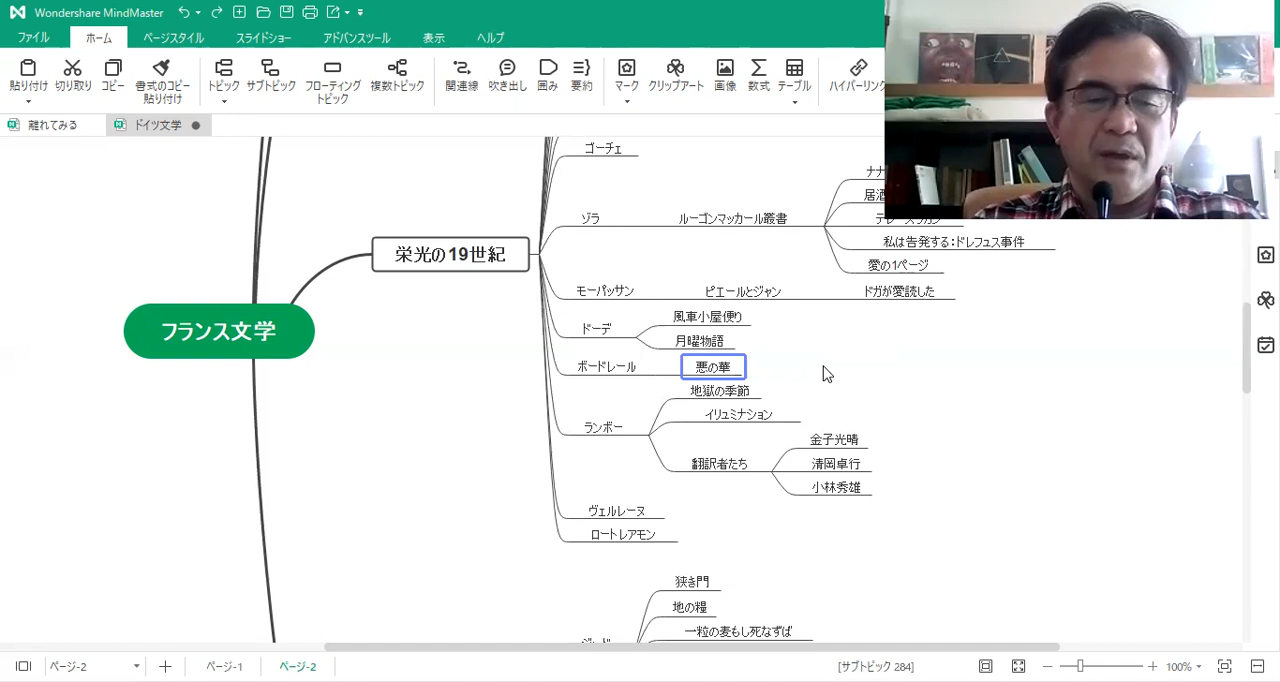 Wondershare MindMaster
ファイル ホーム ページスタイル スライドショー アドバンスツール 表示 ヘルプ
貼り付け 切り取り コピー 書式のコピー貼り付け トピック サブトピック フローティングトピック 複数トピック 関連線 吹き出し 囲み 要約 マーク クリップアート 画像 数式 テーブル ハイパーリンク
離れてみる ドイツ文学
ゴーチェ
ナナ
居酒
ゾラ ルーゴンマッカール叢書
私は告発する:ドレフュス事件
栄光の19世紀
愛の1ページ
モーパッサン ピエールとジャン ドガが愛読した
風車小屋便り
フランス文学 ドーデ
月曜物語
ボードレール 悪の華
地獄の季節
イリュミナション
ランボー
金子光晴
翻訳者たち 清岡卓行
小林秀雄
ヴェルレーヌ
ロートレアモン
狭き門
地の糧
一粒の麦もし死なずば
ページ-2 ページ-1 ページ-2 [サブトピック 284] 100%